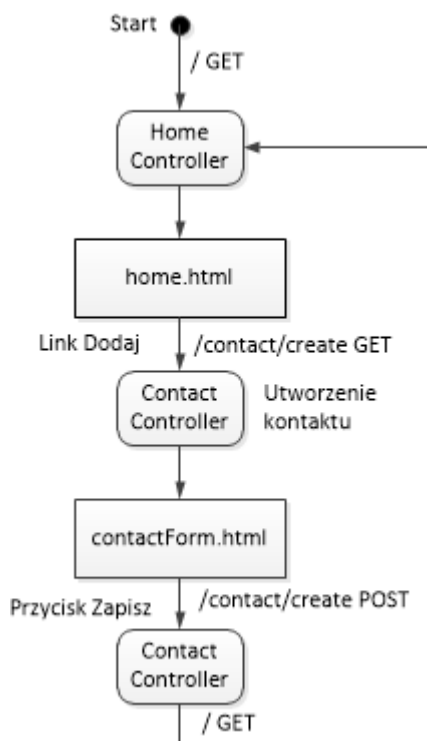 Start
/ GET
Home
Controller
home.html
Link Dodaj
/contact/create GET
Contact
Controller
Utworzenie
kontaktu
contactForm.html
Przycisk Zapisz
/contact/create POST
Contact
Controller
/ GET